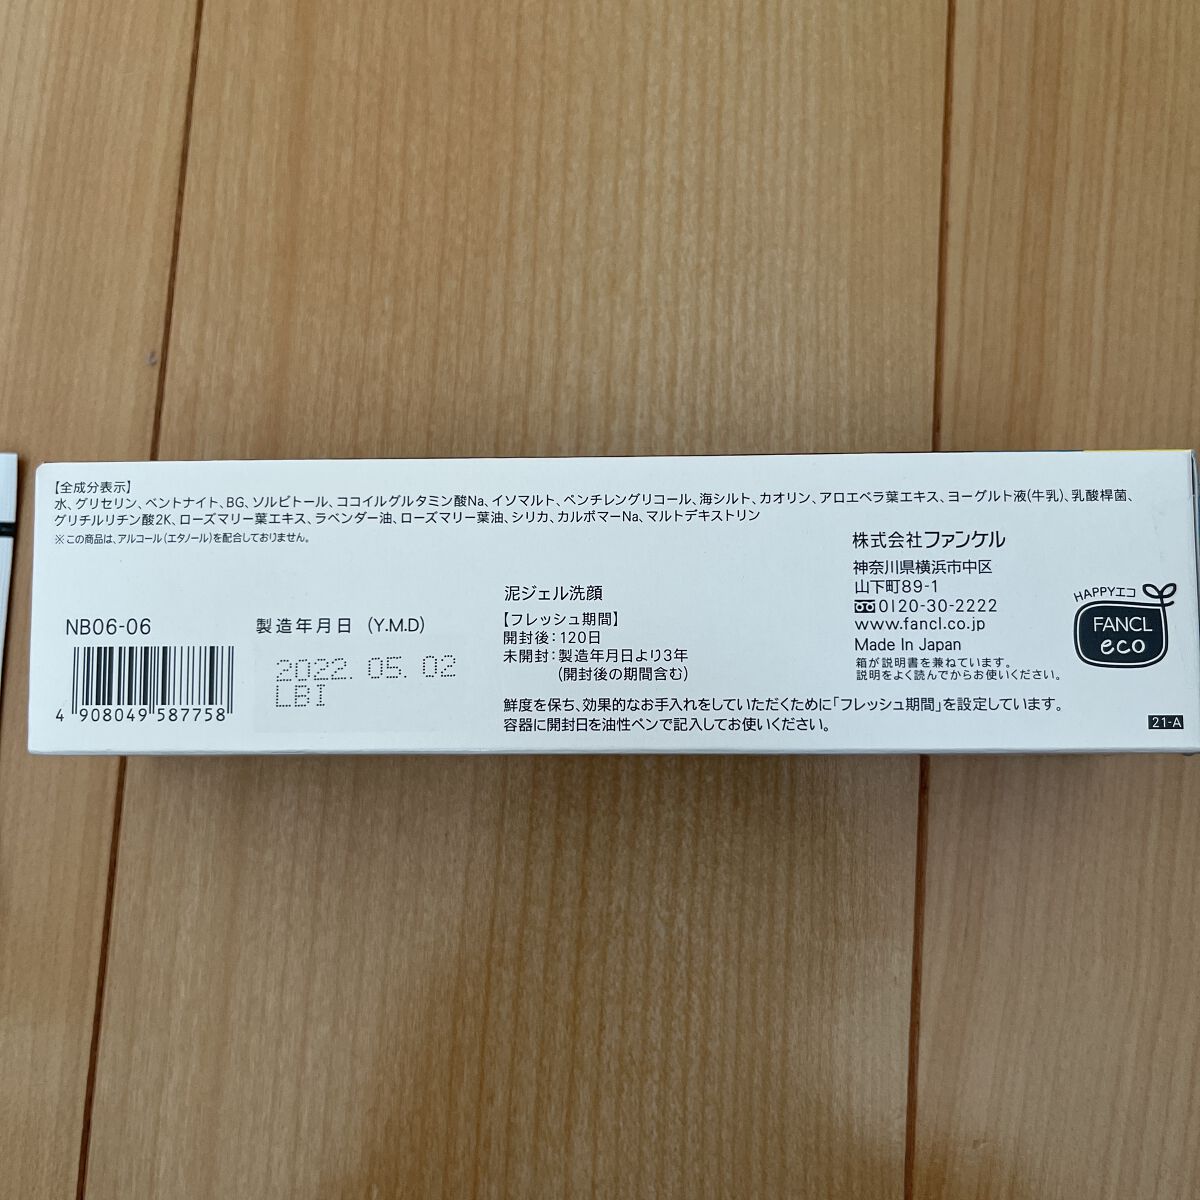 【全成分表示】
水、グリセリン、ベントナイト、BG、ソルビトール、ココイルグルタミン酸Na、イソマルト、ペンチレングリコール、海シルト、カオリン、アロエベラ葉エキス、ヨーグルト液(牛乳)、乳酸桿菌、
グリチルリチン酸2K、ローズマリー葉エキス、ラベンダー油、ローズマリー葉油、シリカ、カルボマーNa、マルトデキストリン
※この商品は、アルコール(エタノール)を配合しておりません。
NB06-06
4 908049 587758
製造年月日 (Y.M.D)
2022. 05. 02
LBI
泥ジェル洗顔
【フレッシュ期間】
開封後：120日
未開封：製造年月日より3年
(開封後の期間含む)
鮮度を保ち、効果的なお手入れをしていただくために「フレッシュ期間」を設定しています。
容器に開封日を油性ペンで記入してお使いください。
株式会社ファンケル
神奈川県横浜市中区
山下町89-1
0120-30-2222
www.fancl.co.jp
Made In Japan
箱が説明書を兼ねています。
説明をよく読んでからお使いください。
HAPPYエコ
FANCL
eco
21-A